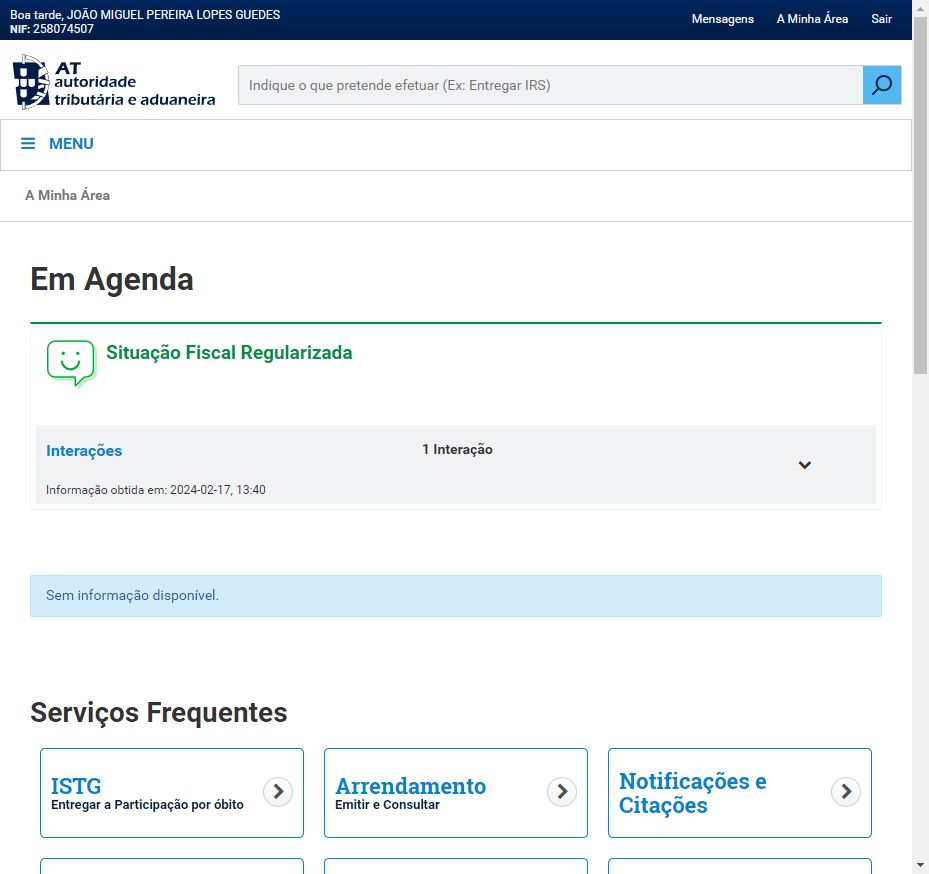 Boa tarde, JOÃO MIGUEL PEREIRA LOPES GUEDES
NIF: 258074507
Mensagens
A Minha Área
Sair
AT
autoridade
tributária e aduaneira
Indique o que pretende efetuar (Ex: Entregar IRS)
MENU
A Minha Área
Em Agenda
Situação Fiscal Regularizada
Interações
1 Interação
Informação obtida em: 2024-02-17, 13:40
Sem informação disponível.
Serviços Frequentes
ISTG
Entregar a Participação por óbito
Arrendamento
Emitir e Consultar
Notificações e
Citações